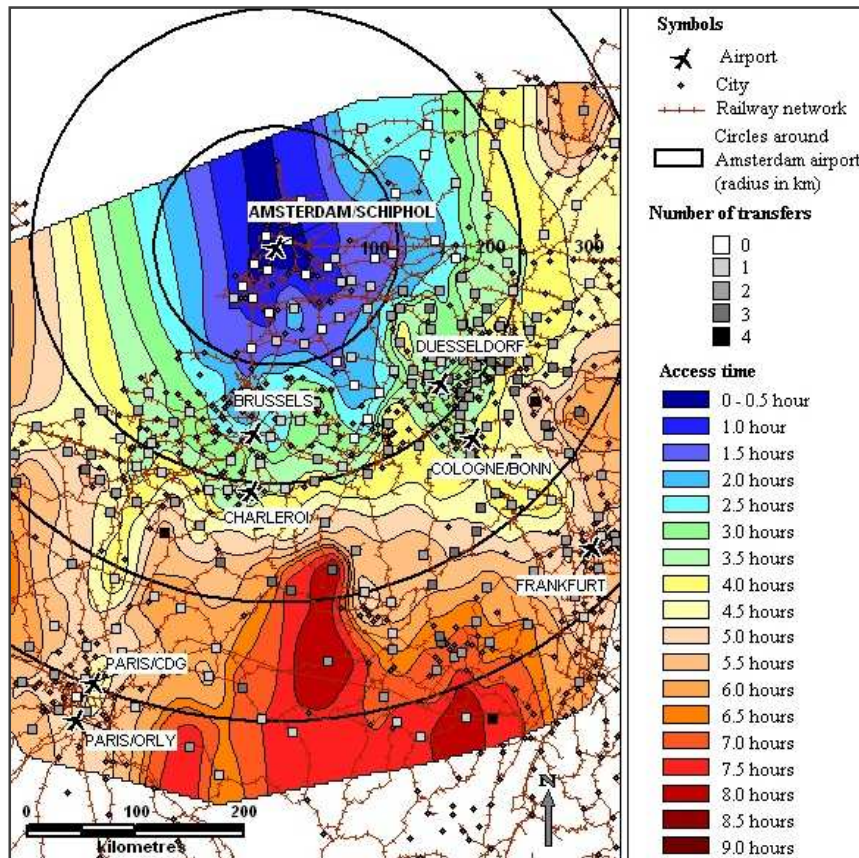 AMSTERDAM/SCHIPHOL
100
200
300
DUESSELDORF
BRUSSELS
COLOGNE/BONN
CHARLEROI
FRANKFURT
PARIS/CDG
PARIS/ORLY
N
0 100 200
kilometres
Symbols
Airport
City
Railway network
Circles around
Amsterdam airport
(radius in km)
Number of transfers
0
1
2
3
4
Access time
0 - 0.5 hour
1.0 hour
1.5 hours
2.0 hours
2.5 hours
3.0 hours
3.5 hours
4.0 hours
4.5 hours
5.0 hours
5.5 hours
6.0 hours
6.5 hours
7.0 hours
7.5 hours
8.0 hours
8.5 hours
9.0 hours